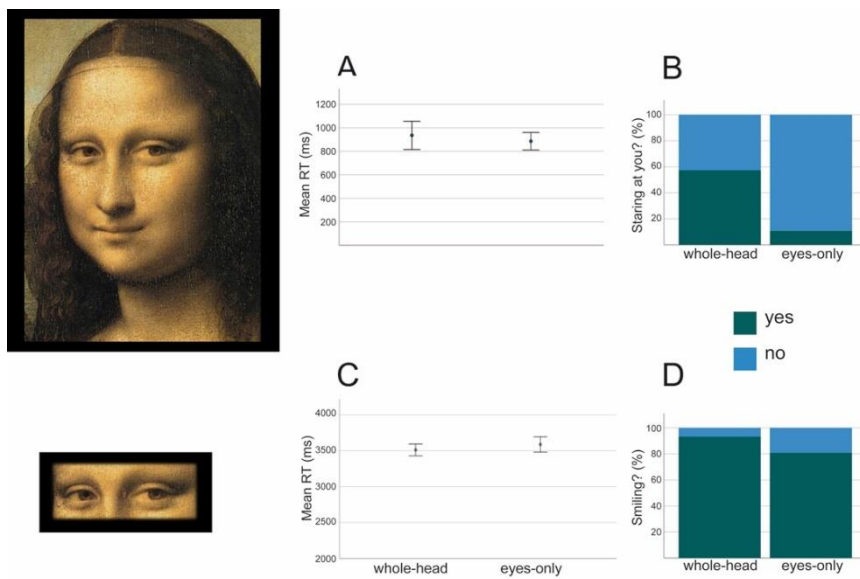 A
Mean RT (ms)
1200
1000
800
600
400
200
B
Staring at you? (%)
100
80
60
40
20
whole-head
eyes-only
yes
no
C
Mean RT (ms)
4000
3500
3000
2500
2000
whole-head
eyes-only
D
Smiling? (%)
100
80
60
40
20
whole-head
eyes-only